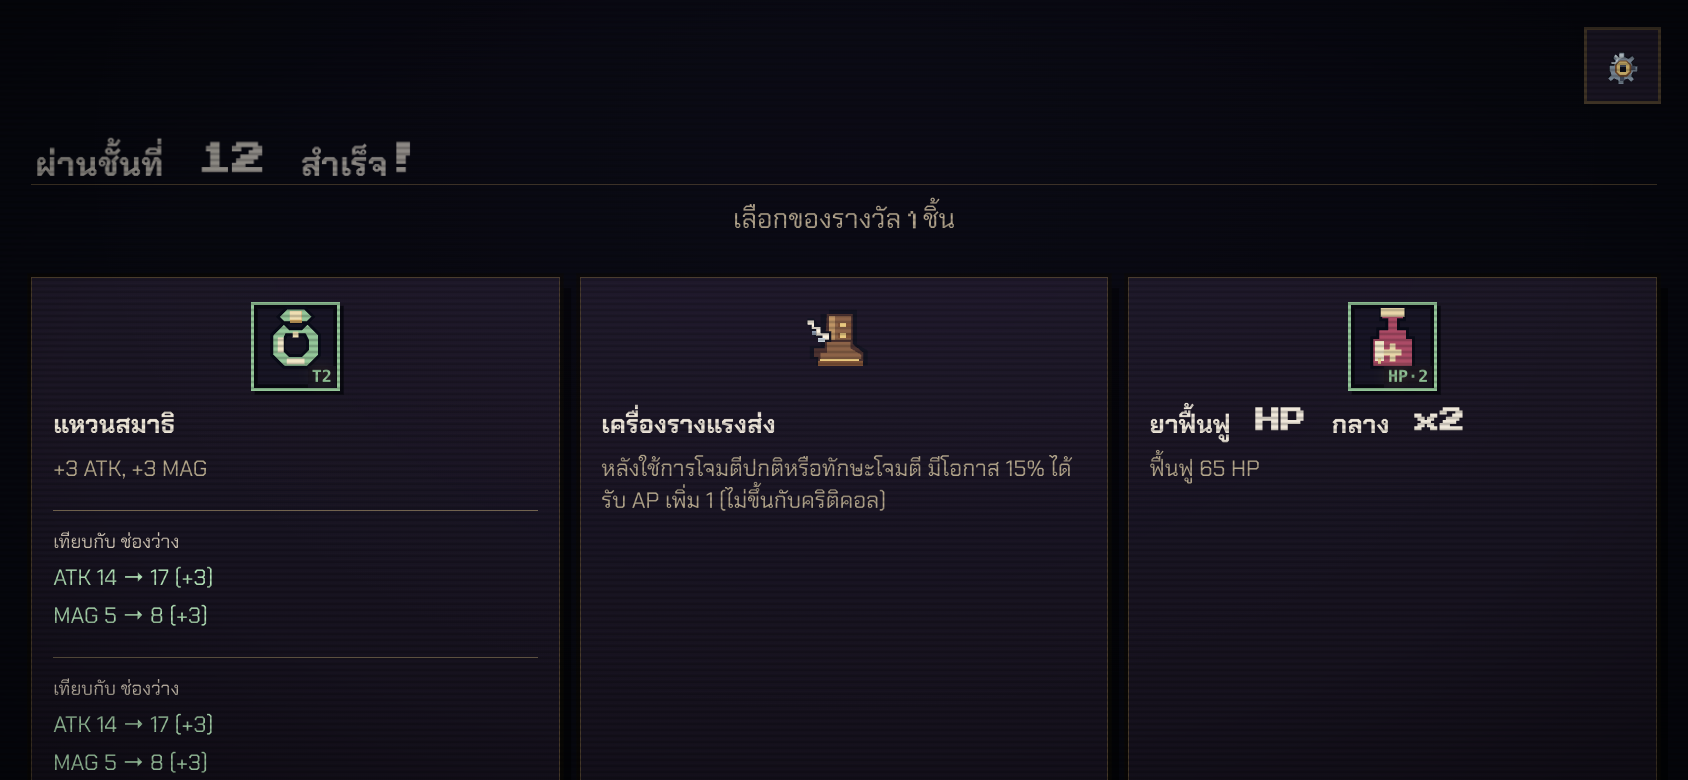 ผ่านชั้นที่ 12 สำเร็จ!
เลือกของรางวัล 1 ชิ้น
T2
แหวนสมาธิ
+3 ATK, +3 MAG
เทียบกับ ช่องว่าง
ATK 14 → 17 (+3)
MAG 5 → 8 (+3)
เทียบกับ ช่องว่าง
ATK 14 → 17 (+3)
MAG 5 → 8 (+3)
เครื่องรางแรงส่ง
หลังใช้การโจมตีปกติหรือทักษะโจมตี มีโอกาส 15% ได้
รับ AP เพิ่ม 1 (ไม่ขึ้นกับคริติคอล)
HP·2
ยาฟื้นฟู HP กลาง x2
ฟื้นฟู 65 HP